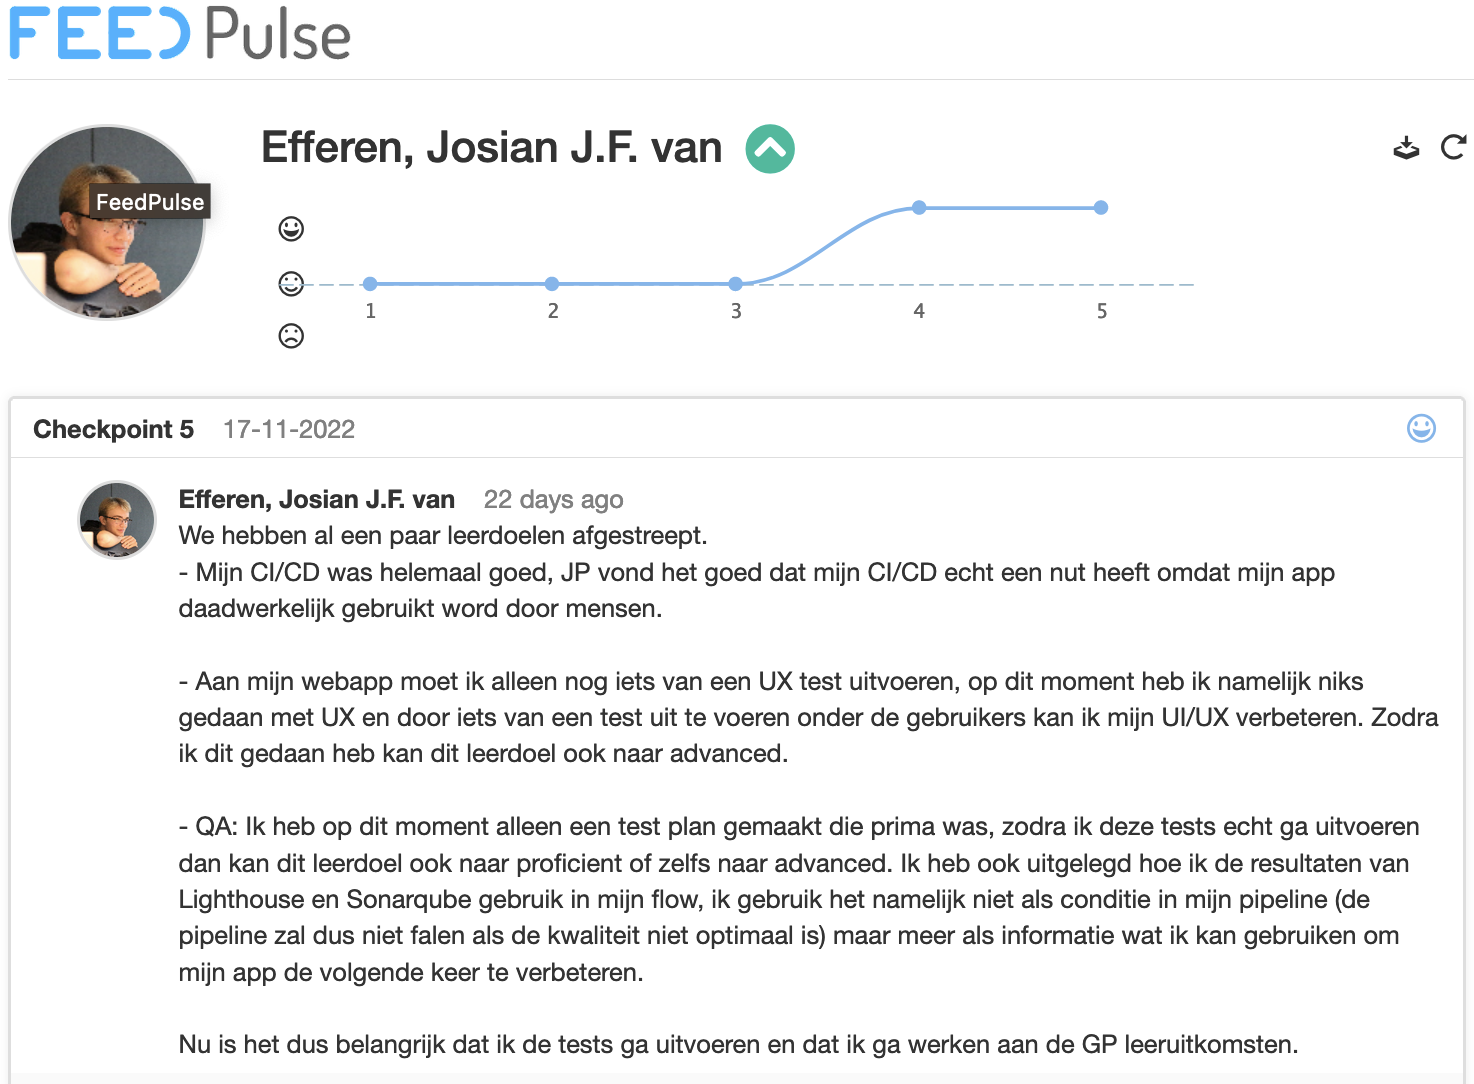 FEED Pulse
Efferen, Josian J.F. van
FeedPulse
1 2 3 4 5
Checkpoint 5 17-11-2022
Efferen, Josian J.F. van 22 days ago
We hebben al een paar leerdoelen afgestreept.
- Mijn CI/CD was helemaal goed, JP vond het goed dat mijn CI/CD echt een nut heeft omdat mijn app
daadwerkelijk gebruikt word door mensen.
- Aan mijn webapp moet ik alleen nog iets van een UX test uitvoeren, op dit moment heb ik namelijk niks
gedaan met UX en door iets van een test uit te voeren onder de gebruikers kan ik mijn UI/UX verbeteren. Zodra
ik dit gedaan heb kan dit leerdoel ook naar advanced.
- QA: Ik heb op dit moment alleen een test plan gemaakt die prima was, zodra ik deze tests echt ga uitvoeren
dan kan dit leerdoel ook naar proficient of zelfs naar advanced. Ik heb ook uitgelegd hoe ik de resultaten van
Lighthouse en Sonarqube gebruik in mijn flow, ik gebruik het namelijk niet als conditie in mijn pipeline (de
pipeline zal dus niet falen als de kwaliteit niet optimaal is) maar meer als informatie wat ik kan gebruiken om
mijn app de volgende keer te verbeteren.
Nu is het dus belangrijk dat ik de tests ga uitvoeren en dat ik ga werken aan de GP leeruitkomsten.